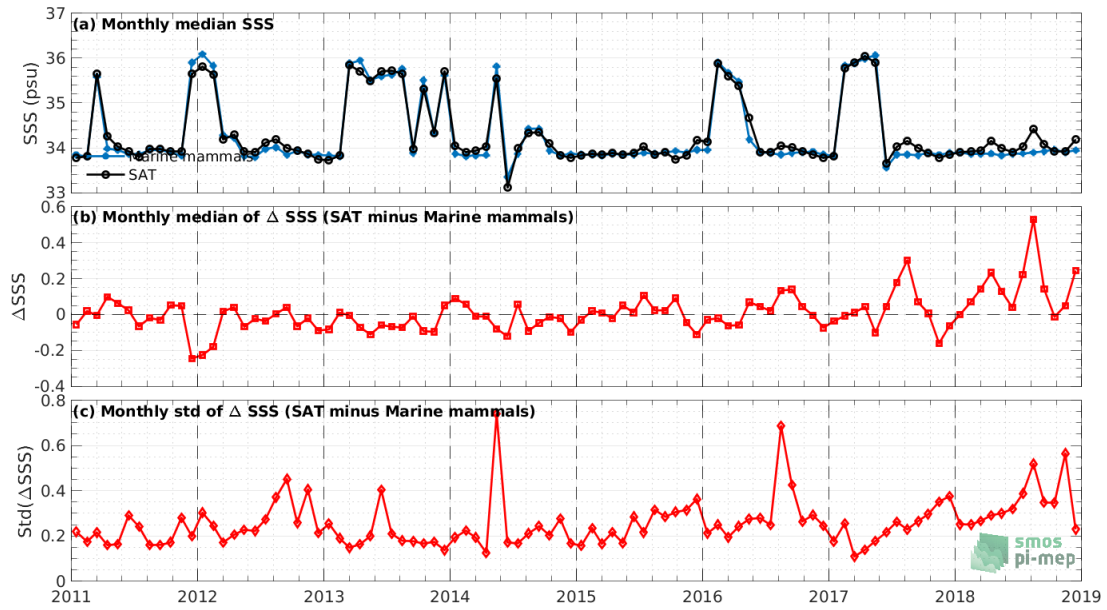 (a) Monthly median SSS
37
36
35
34
33
SSS (psu)
Marine mammals
SAT
(b) Monthly median of Δ SSS (SAT minus Marine mammals)
0.6
0.4
0.2
0
-0.2
-0.4
ΔSSS
(c) Monthly std of Δ SSS (SAT minus Marine mammals)
0.8
0.6
0.4
0.2
0
Std(ΔSSS)
smos
pi-mep
2011 2012 2013 2014 2015 2016 2017 2018 2019